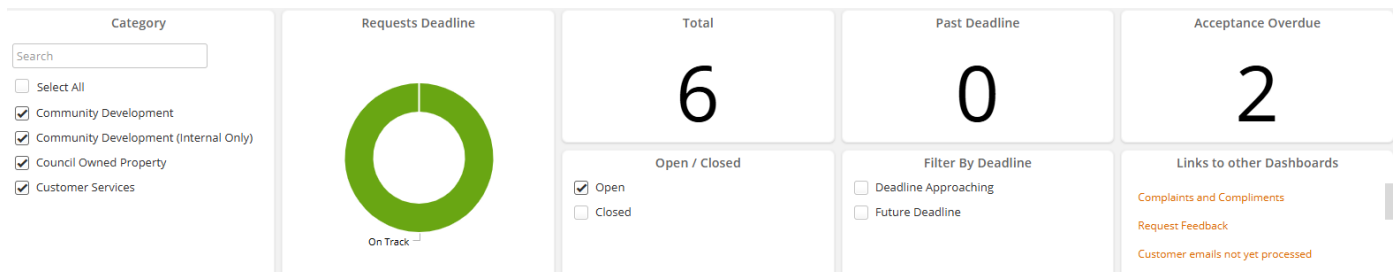 Category
Search
Select All
Community Development
Community Development (Internal Only)
Council Owned Property
Customer Services
Requests Deadline
On Track
Total
6
Past Deadline
0
Acceptance Overdue
2
Open / Closed
Open
Closed
Filter By Deadline
Deadline Approaching
Future Deadline
Links to other Dashboards
Complaints and Compliments
Request Feedback
Customer emails not yet processed